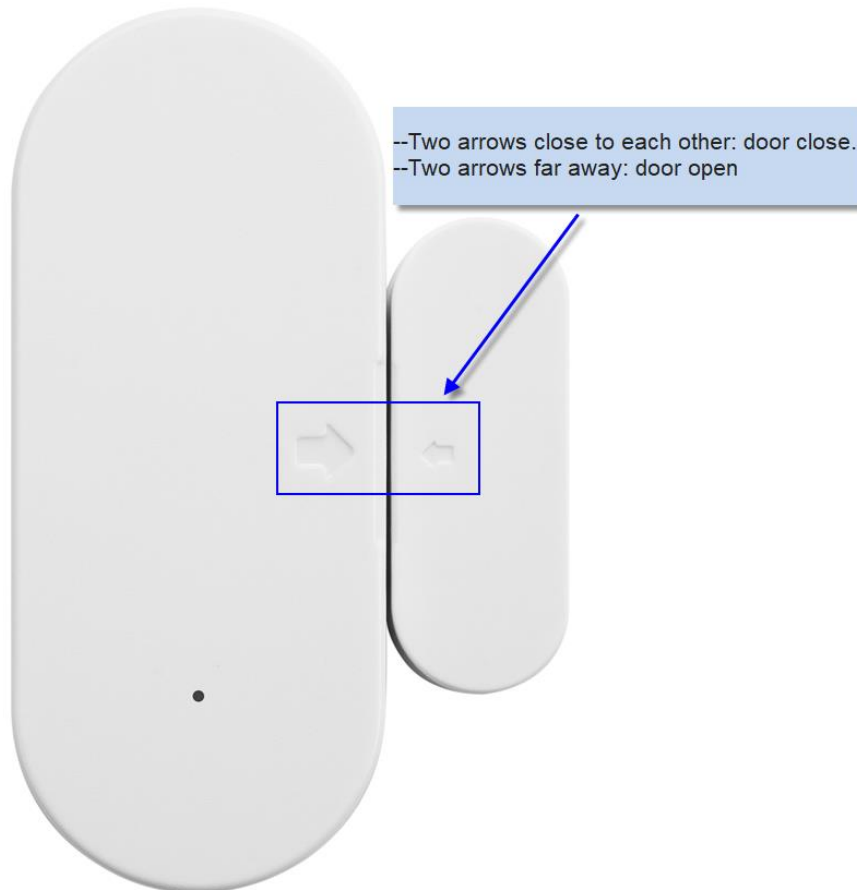 --Two arrows close to each other: door close.
--Two arrows far away: door open